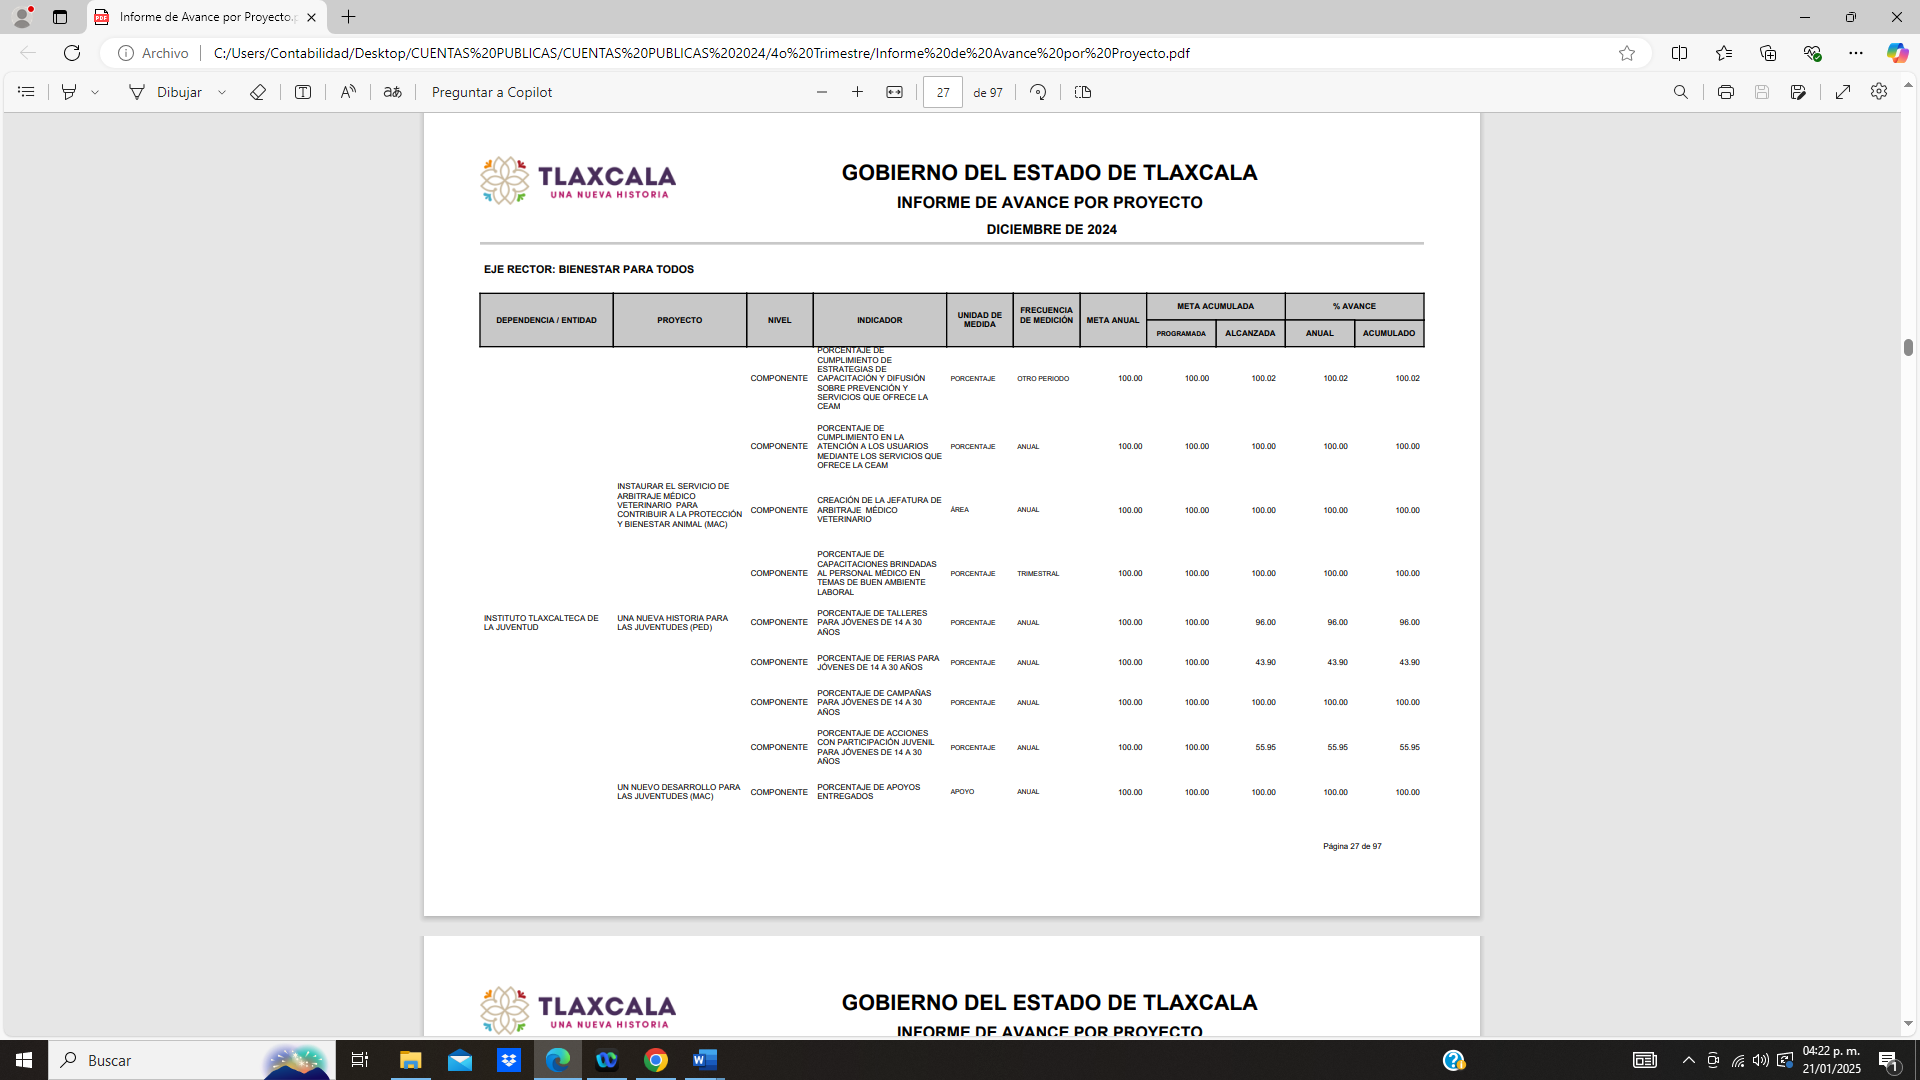 Informe de Avance por Proyecto.p
Archivo
C:/Users/Contabilidad/Desktop/CUENTAS%20PUBLICAS/CUENTAS%20PUBLICAS%202024/4o%20Trimestre/Informe%20de%20Avance%20por%20Proyecto.pdf
Dibujar
aあ
Preguntar a Copilot
27 de 97
TLAXCALA
UNA NUEVA HISTORIA
GOBIERNO DEL ESTADO DE TLAXCALA
INFORME DE AVANCE POR PROYECTO
DICIEMBRE DE 2024
EJE RECTOR: BIENESTAR PARA TODOS
DEPENDENCIA / ENTIDAD PROYECTO NIVEL INDICADOR UNIDAD DE MEDIDA FRECUENCIA DE MEDICIÓN META ANUAL META ACUMULADA % AVANCE
PROGRAMADA ALCANZADA ANUAL ACUMULADO
PORCENTAJE DE
CUMPLIMIENTO DE
ESTRATEGIAS DE
COMPONENTE CAPACITACIÓN Y DIFUSIÓN PORCENTAJE OTRO PERIODO 100.00 100.00 100.02 100.02 100.02
SOBRE PREVENCIÓN Y
SERVICIOS QUE OFRECE LA
CEAM
PORCENTAJE DE
CUMPLIMIENTO EN LA
COMPONENTE ATENCIÓN A LOS USUARIOS PORCENTAJE ANUAL 100.00 100.00 100.00 100.00 100.00
MEDIANTE LOS SERVICIOS QUE
OFRECE LA CEAM
INSTAURAR EL SERVICIO DE
ARBITRAJE MÉDICO
VETERINARIO PARA
CONTRIBUIR A LA PROTECCIÓN
Y BIENESTAR ANIMAL (MAC)
CREACIÓN DE LA JEFATURA DE
COMPONENTE ARBITRAJE MÉDICO ÁREA ANUAL 100.00 100.00 100.00 100.00 100.00
VETERINARIO
PORCENTAJE DE
CAPACITACIONES BRINDADAS
COMPONENTE AL PERSONAL MÉDICO EN PORCENTAJE TRIMESTRAL 100.00 100.00 100.00 100.00 100.00
TEMAS DE BUEN AMBIENTE
LABORAL
INSTITUTO TLAXCALTECA DE
LA JUVENTUD
UNA NUEVA HISTORIA PARA
LAS JUVENTUDES (PED)
PORCENTAJE DE TALLERES
COMPONENTE PARA JÓVENES DE 14 A 30 PORCENTAJE ANUAL 100.00 100.00 96.00 96.00 96.00
AÑOS
COMPONENTE PORCENTAJE DE FERIAS PARA PORCENTAJE ANUAL 100.00 100.00 43.90 43.90 43.90
JÓVENES DE 14 A 30 AÑOS
PORCENTAJE DE CAMPAÑAS
COMPONENTE PARA JÓVENES DE 14 A 30 PORCENTAJE ANUAL 100.00 100.00 100.00 100.00 100.00
AÑOS
PORCENTAJE DE ACCIONES
CON PARTICIPACIÓN JUVENIL
COMPONENTE PARA JÓVENES DE 14 A 30 PORCENTAJE ANUAL 100.00 100.00 55.95 55.95 55.95
AÑOS
UN NUEVO DESARROLLO PARA
LAS JUVENTUDES (MAC)
COMPONENTE PORCENTAJE DE APOYOS APOYO ANUAL 100.00 100.00 100.00 100.00 100.00
ENTREGADOS
Página 27 de 97
TLAXCALA
UNA NUEVA HISTORIA
GOBIERNO DEL ESTADO DE TLAXCALA
INFORME DE AVANCE POR PROYECTO
Buscar
04:22 p. m.
21/01/2025
1